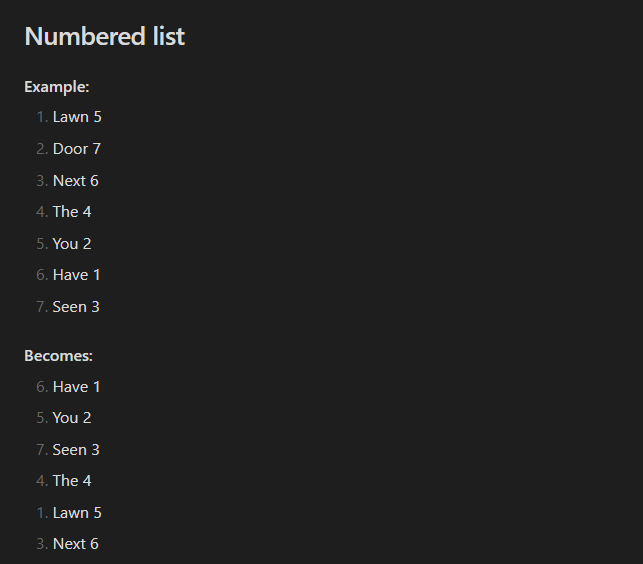 Numbered list
Example:
1. Lawn 5
2. Door 7
3. Next 6
4. The 4
5. You 2
6. Have 1
7. Seen 3
Becomes:
6. Have 1
5. You 2
7. Seen 3
4. The 4
1. Lawn 5
3. Next 6